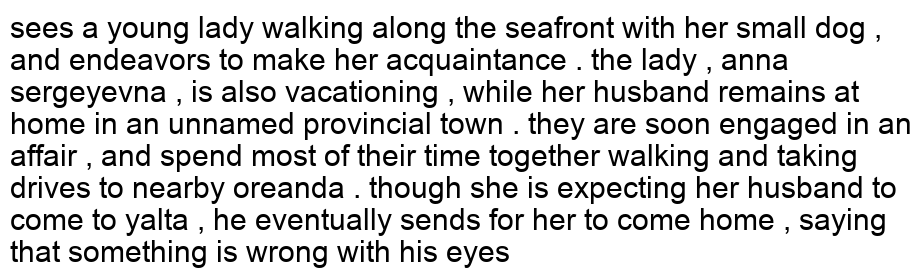 sees a young lady walking along the seafront with her small dog ,
and endeavors to make her acquaintance . the lady , anna
sergeyevna , is also vacationing , while her husband remains at
home in an unnamed provincial town . they are soon engaged in an
affair , and spend most of their time together walking and taking
drives to nearby oreanda . though she is expecting her husband to
come to yalta , he eventually sends for her to come home , saying
that something is wrong with his eyes